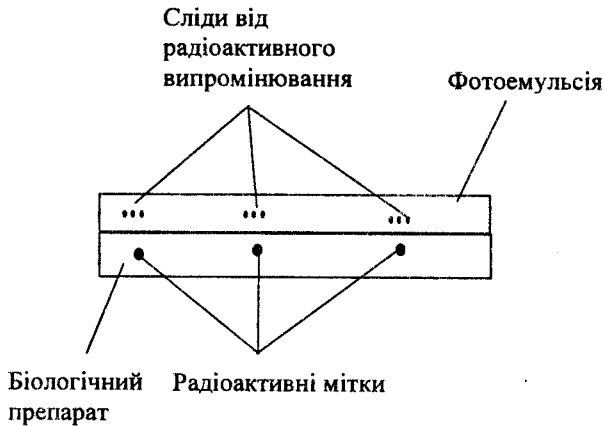 Сліди від
радіоактивного
випромінювання
Фотоемульсія
Біологічний
препарат
Радіоактивні мітки